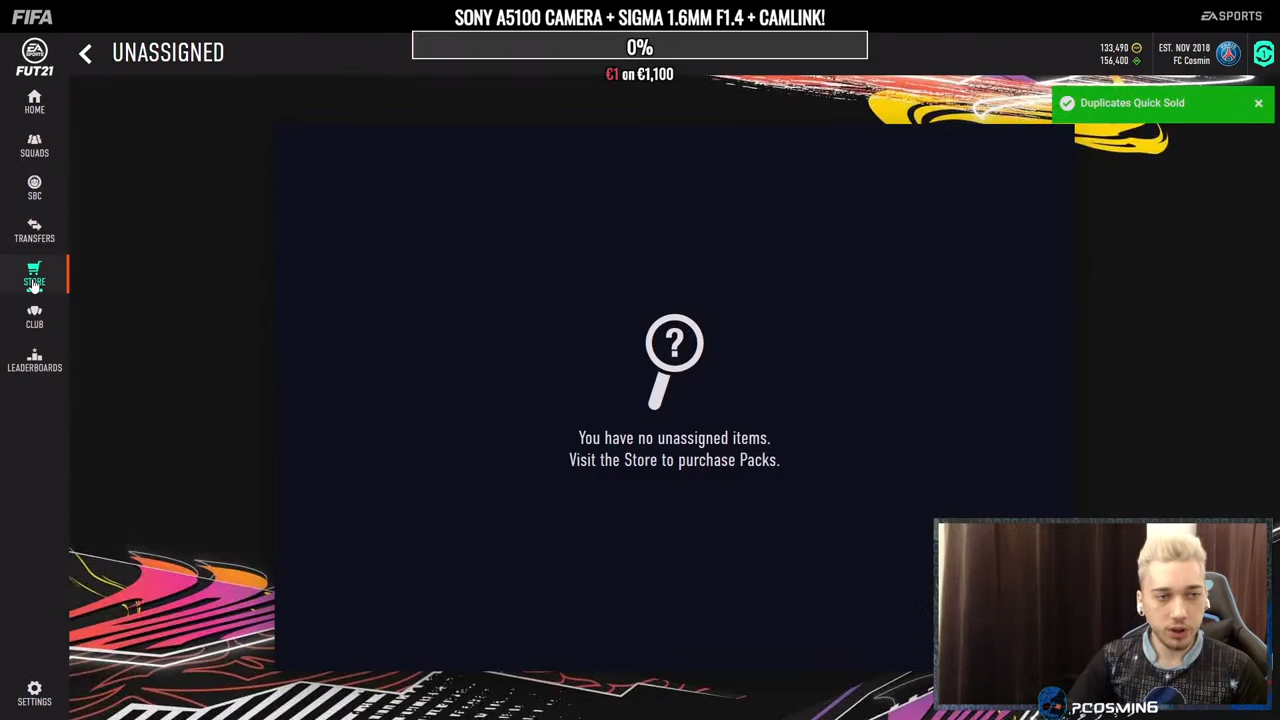 FIFA
SONY A5100 CAMERA + SIGMA 1.6MM F1.4 + CAMLINK!
EA SPORTS
EA SPORTS
FUT21
UNASSIGNED
0%
€1 on €1,100
133,490
156,400
EST. NOV 2018
FC Cosmin
Duplicates Quick Sold
HOME
SQUADS
SBC
TRANSFERS
STORE
CLUB
LEADERBOARDS
SETTINGS
?
You have no unassigned items.
Visit the Store to purchase Packs.
PCOSMIN6